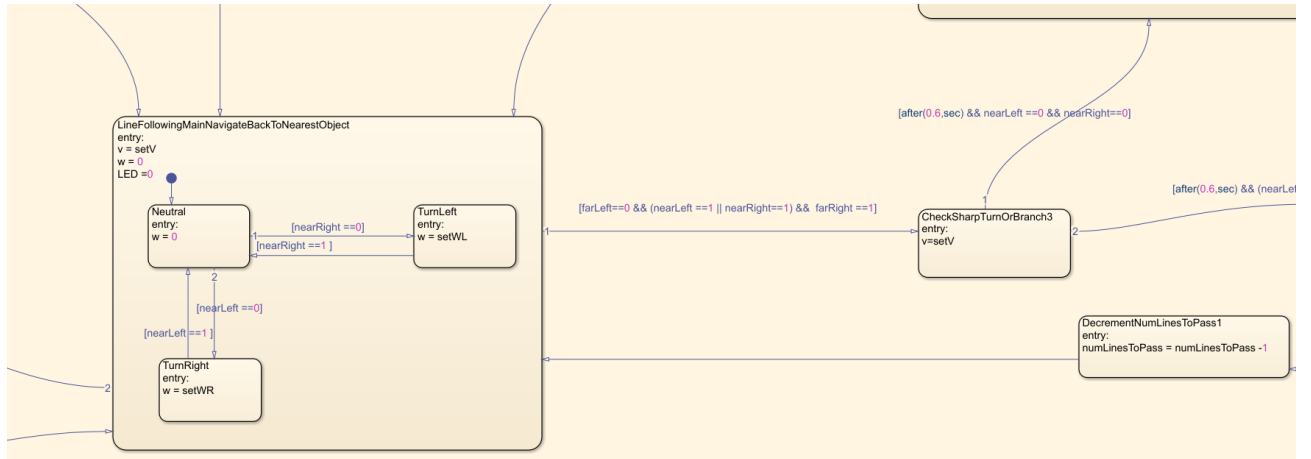 [after(0.6,sec) && nearLeft ==0 && nearRight==0]
LineFollowingMainNavigateBackToNearestObject
entry:
v = setV
w = 0
LED =0
[after(0.6,sec) && (nearLef
1
Neutral
entry:
w = 0
[nearRight ==0]
1
[nearRight ==1 ]
TurnLeft
entry:
w = setWL
[farLeft==0 && (nearLeft ==1 || nearRight==1) && farRight ==1]
1
CheckSharpTurnOrBranch3
entry:
v=setV
2
2
[nearLeft ==0]
[nearLeft ==1 ]
TurnRight
entry:
w = setWR
2
DecrementNumLinesToPass1
entry:
numLinesToPass = numLinesToPass -1